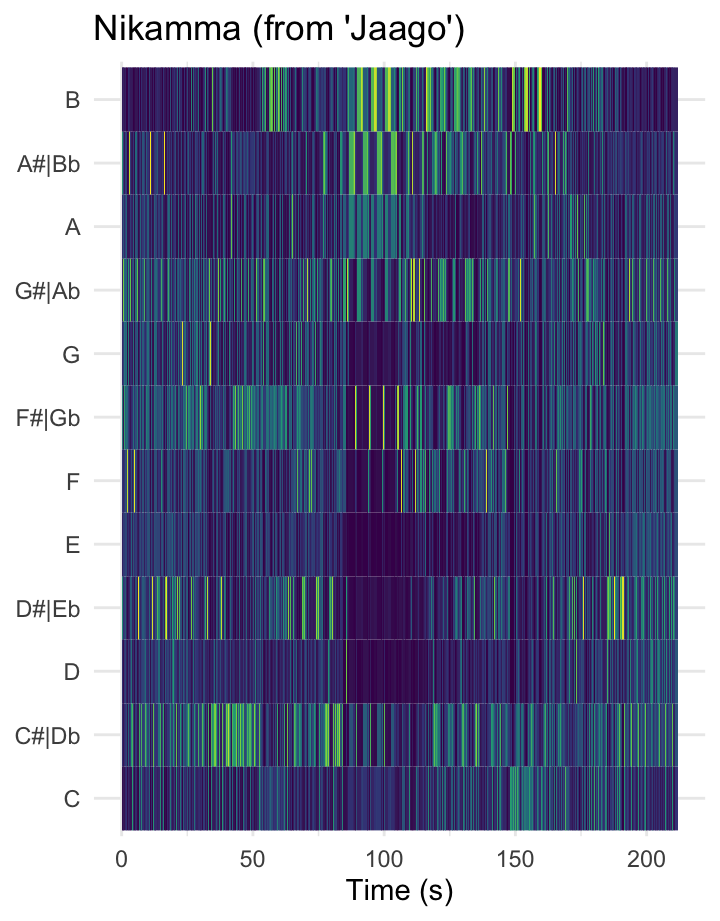 Nikamma (from 'Jaago')
B
A#|Bb
A
G#|Ab
G
F#|Gb
F
E
D#|Eb
D
C#|Db
C
0 50 100 150 200
Time (s)